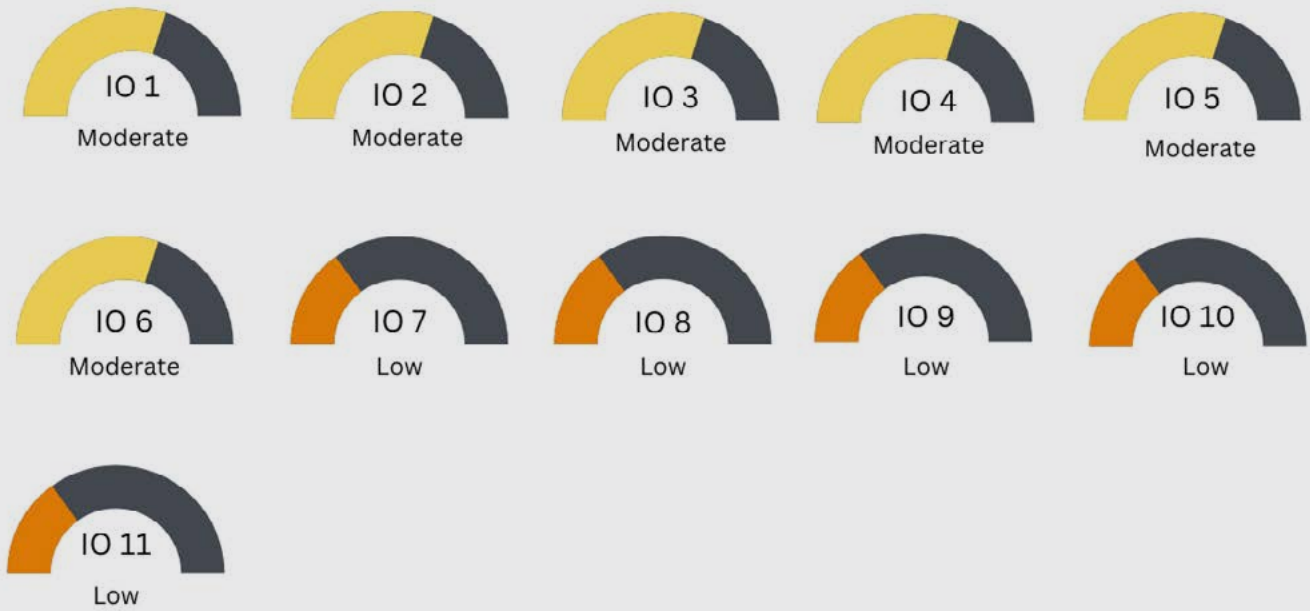 IO 1
Moderate
IO 2
Moderate
IO 3
Moderate
IO 4
Moderate
IO 5
Moderate
IO 6
Moderate
IO 7
Low
IO 8
Low
IO 9
Low
IO 10
Low
IO 11
Low